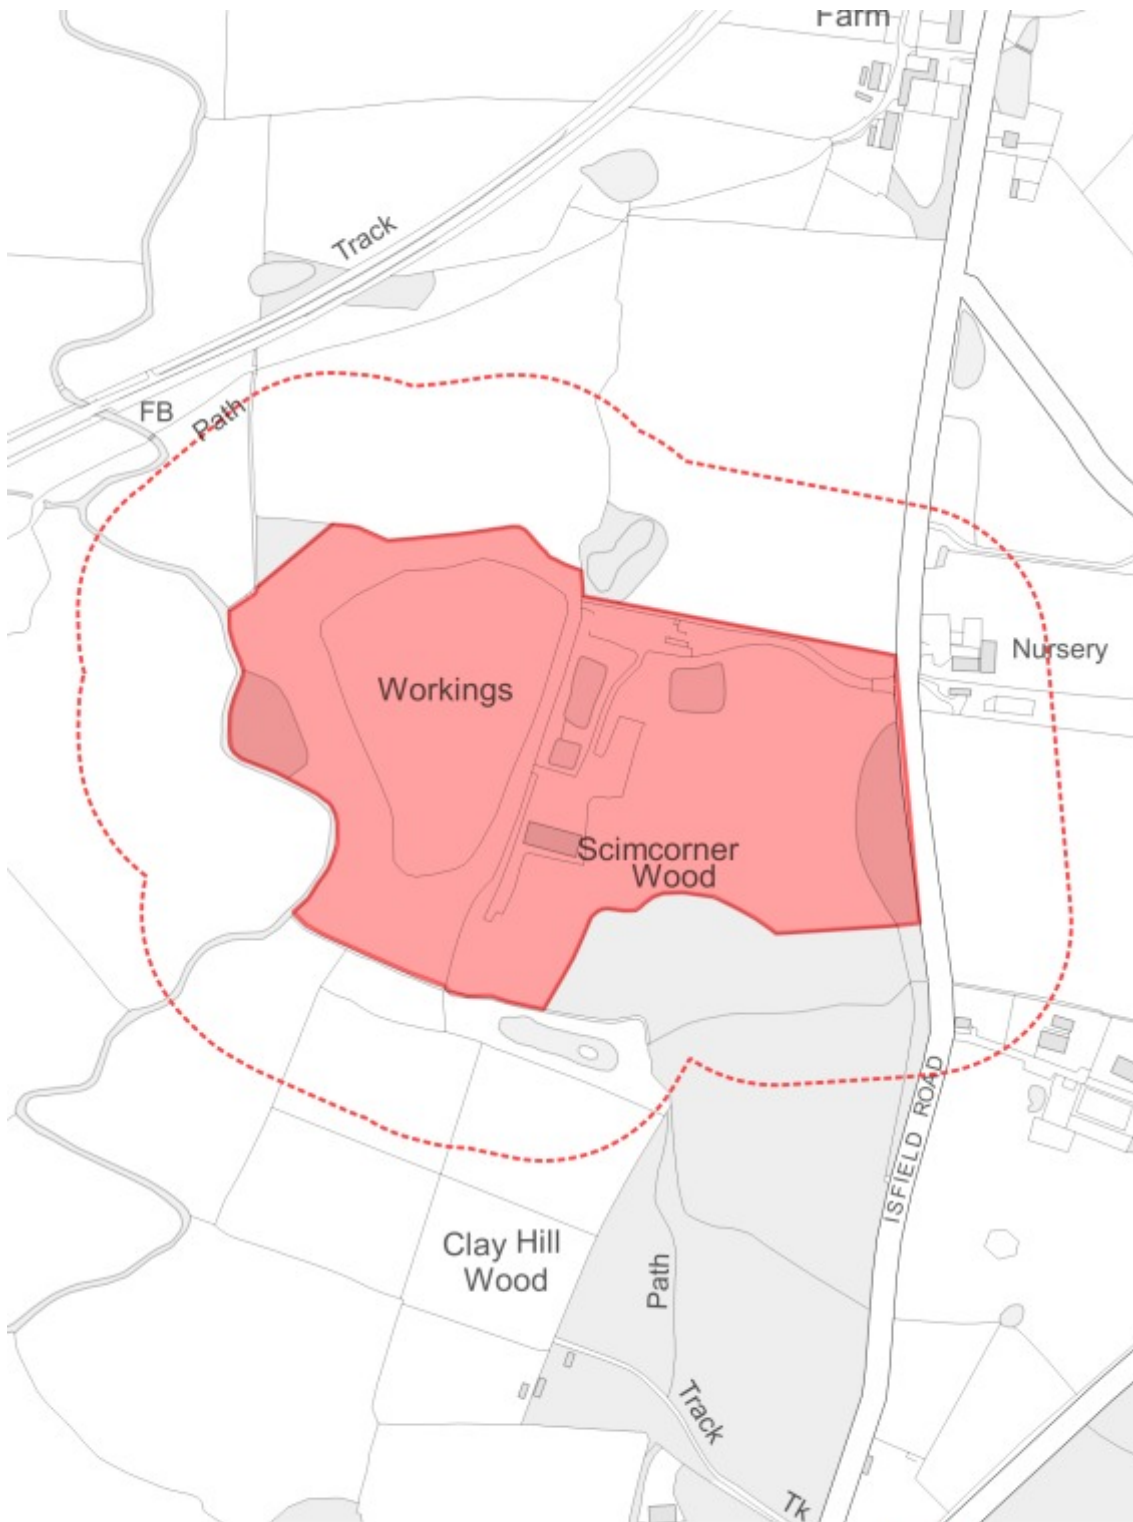 Farm
Track
FB
Path
Nursery
Workings
Scimcorner
Wood
ISFIELD ROAD
Clay Hill
Wood
Path
Track
Tk